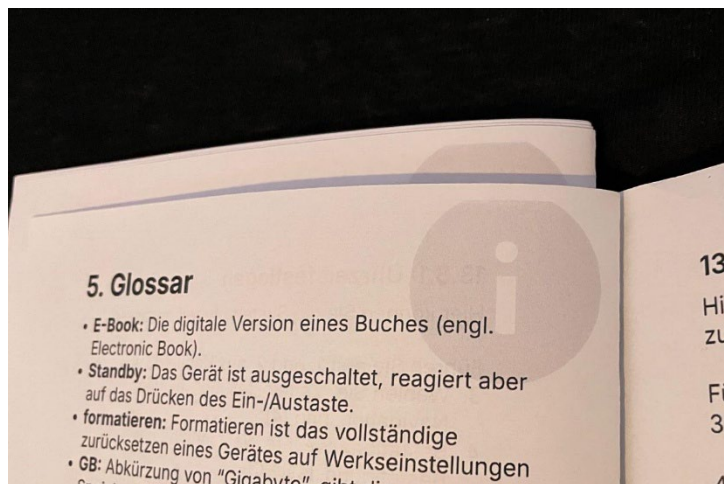 5. Glossar
• E-Book: Die digitale Version eines Buches (engl.
Electronic Book).
• Standby: Das Gerät ist ausgeschaltet, reagiert aber
auf das Drücken des Ein-/Austaste.
• formatieren: Formatieren ist das vollständige
zurücksetzen eines Gerätes auf Werkseinstellungen
• GB: Abkürzung von "Gigabyte",
13
Hi
zu
Fü
3